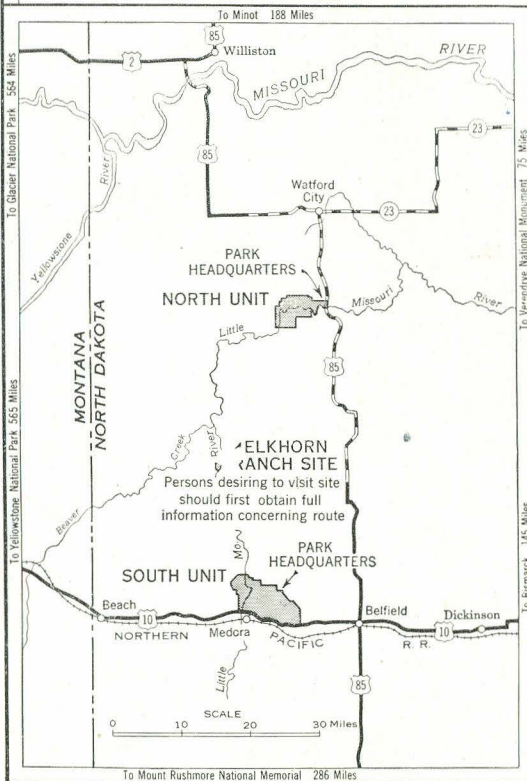 To Minot 188 Miles
85
Williston
2
MISSOURI
RIVER
To Glacier National Park 564 Miles
85
23
Yellowstone
River
Watford
City
23
To Verendrye National Monument 75 Miles
PARK
HEADQUARTERS
NORTH UNIT
Little
Missouri
River
85
MONTANA
NORTH DAKOTA
To Yellowstone National Park 565 Miles
Beaver
Creek
River
ELKHORN
RANCH SITE
Persons desiring to visit site
should first obtain full
information concerning route
Mo.
PARK
HEADQUARTERS
SOUTH UNIT
To Bismarck 145 Miles
Beach
10
Medora
Belfield
Dickinson
10
NORTHERN
PACIFIC
R. R.
Little
85
SCALE
0 10 20 30 Miles
To Mount Rushmore National Memorial 286 Miles